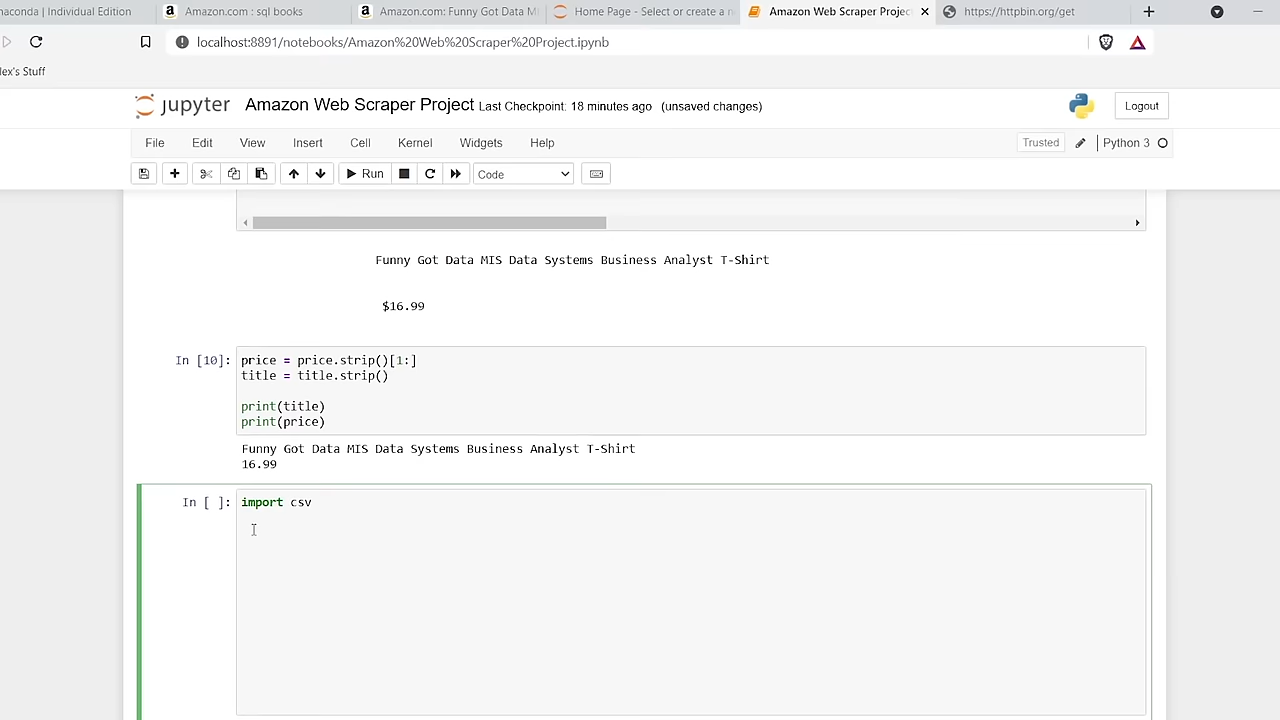 naconda | Individual Edition
Amazon.com : sql books
Amazon.com: Funny Got Data M
Home Page - Select or create a n
Amazon Web Scraper Projec
https://httpbin.org/get
localhost:8891/notebooks/Amazon%20Web%20Scraper%20Project.ipynb
lex's Stuff
jupyter Amazon Web Scraper Project Last Checkpoint: 18 minutes ago (unsaved changes)
Logout
File Edit View Insert Cell Kernel Widgets Help
Trusted
Python 3
Run
Code
Funny Got Data MIS Data Systems Business Analyst T-Shirt
$16.99
In [10]: price = price.strip()[1:]
title = title.strip()
print(title)
print(price)
Funny Got Data MIS Data Systems Business Analyst T-Shirt
16.99
In [ ]: import csv